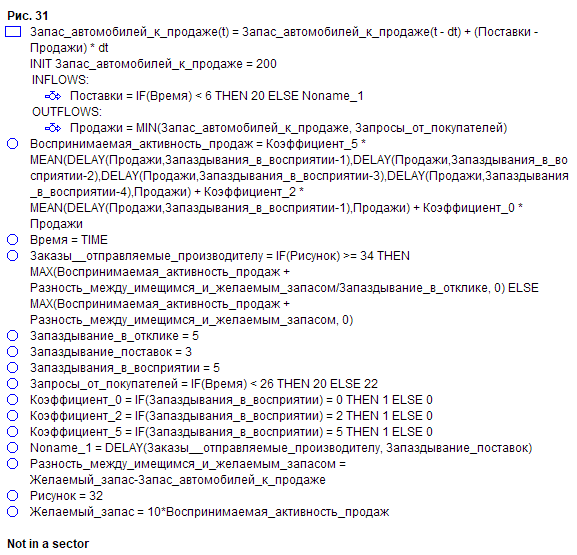 Рис. 31
Запас_автомобилей_к_продаже(t) = Запас_автомобилей_к_продаже(t - dt) + (Поставки -
Продажи) * dt
INIT Запас_автомобилей_к_продаже = 200
INFLOWS:
Поставки = IF(Время) < 6 THEN 20 ELSE Noname_1
OUTFLOWS:
Продажи = MIN(Запас_автомобилей_к_продаже, Запросы_от_покупателей)
Воспринимаемая_активность_продаж = Коэффициент_5 *
MEAN(DELAY(Продажи,Запаздывания_в_восприятии-1),DELAY(Продажи,Запаздывания_в_во
сприятии-2),DELAY(Продажи,Запаздывания_в_восприятии-3),DELAY(Продажи,Запаздывания
_в_восприятии-4),Продажи) + Коэффициент_2 *
MEAN(DELAY(Продажи,Запаздывания_в_восприятии-1),Продажи) + Коэффициент_0 *
Продажи
Время = TIME
Заказы__отправляемые_производителу = IF(Рисунок) >= 34 THEN
MAX(Воспринимаемая_активность_продаж +
Разность_между_имещимся_и_желаемым_запасом/Запаздывание_в_отклике, 0) ELSE
MAX(Воспринимаемая_активность_продаж +
Разность_между_имещимся_и_желаемым_запасом, 0)
Запаздывание_в_отклике = 5
Запаздывание_поставок = 3
Запаздывания_в_восприятии = 5
Запросы_от_покупателей = IF(Время) < 26 THEN 20 ELSE 22
Коэффициент_0 = IF(Запаздывания_в_восприятии) = 0 THEN 1 ELSE 0
Коэффициент_2 = IF(Запаздывания_в_восприятии) = 2 THEN 1 ELSE 0
Коэффициент_5 = IF(Запаздывания_в_восприятии) = 5 THEN 1 ELSE 0
Noname_1 = DELAY(Заказы__отправляемые_производителу, Запаздывание_поставок)
Разность_между_имещимся_и_желаемым_запасом =
Желаемый_запас-Запас_автомобилей_к_продаже
Рисунок = 32
Желаемый_запас = 10*Воспринимаемая_активность_продаж
Not in a sector